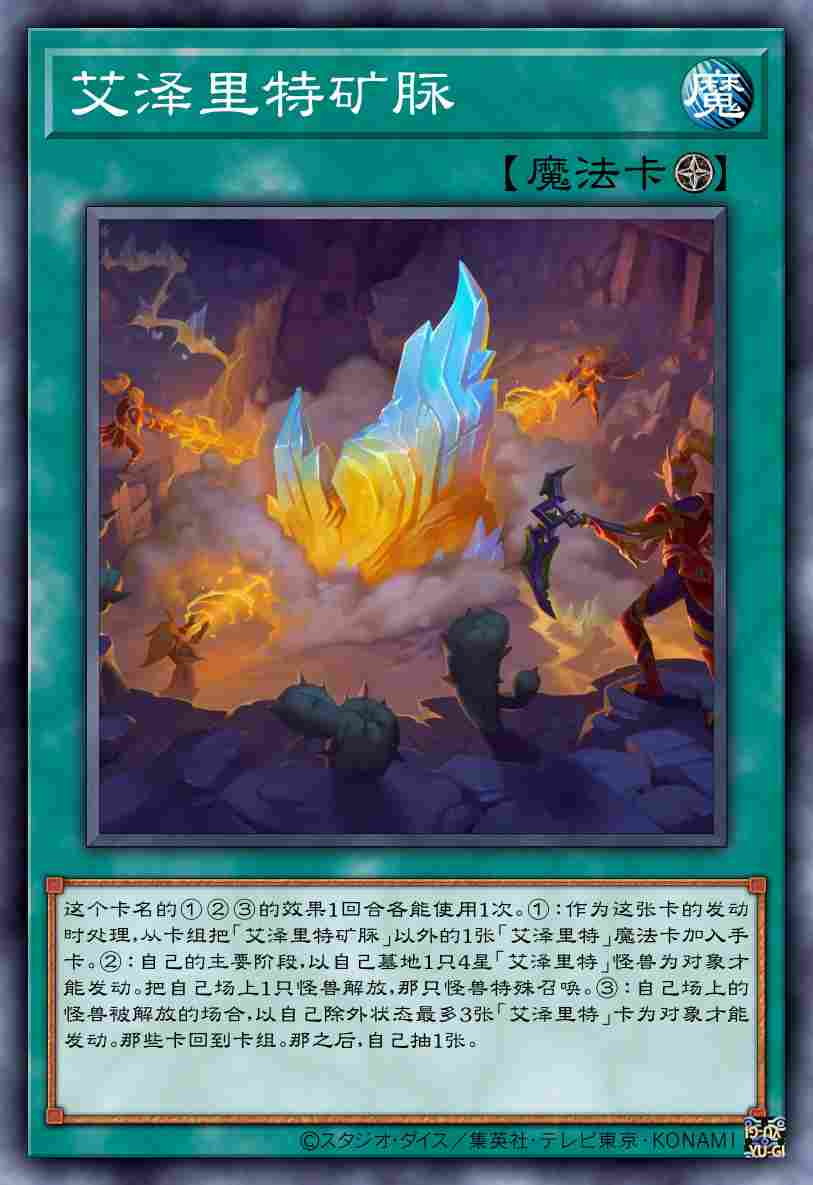 艾泽里特矿脉
魔
【魔法卡】
这个卡名的①②③的效果1回合各能使用1次。①：作为这张卡的发动
时处理，从卡组把「艾泽里特矿脉」以外的1张「艾泽里特」魔法卡加入手
卡。②：自己的主要阶段，以自己墓地1只4星「艾泽里特」怪兽为对象才
能发动。把自己场上1只怪兽解放，那只怪兽特殊召唤。③：自己场上的
怪兽被解放的场合，以自己除外状态最多3张「艾泽里特」卡为对象才能
发动。那些卡回到卡组。那之后，自己抽1张。
©スタジオ・ダイス／集英社・テレビ東京・KONAMI
YU-GI